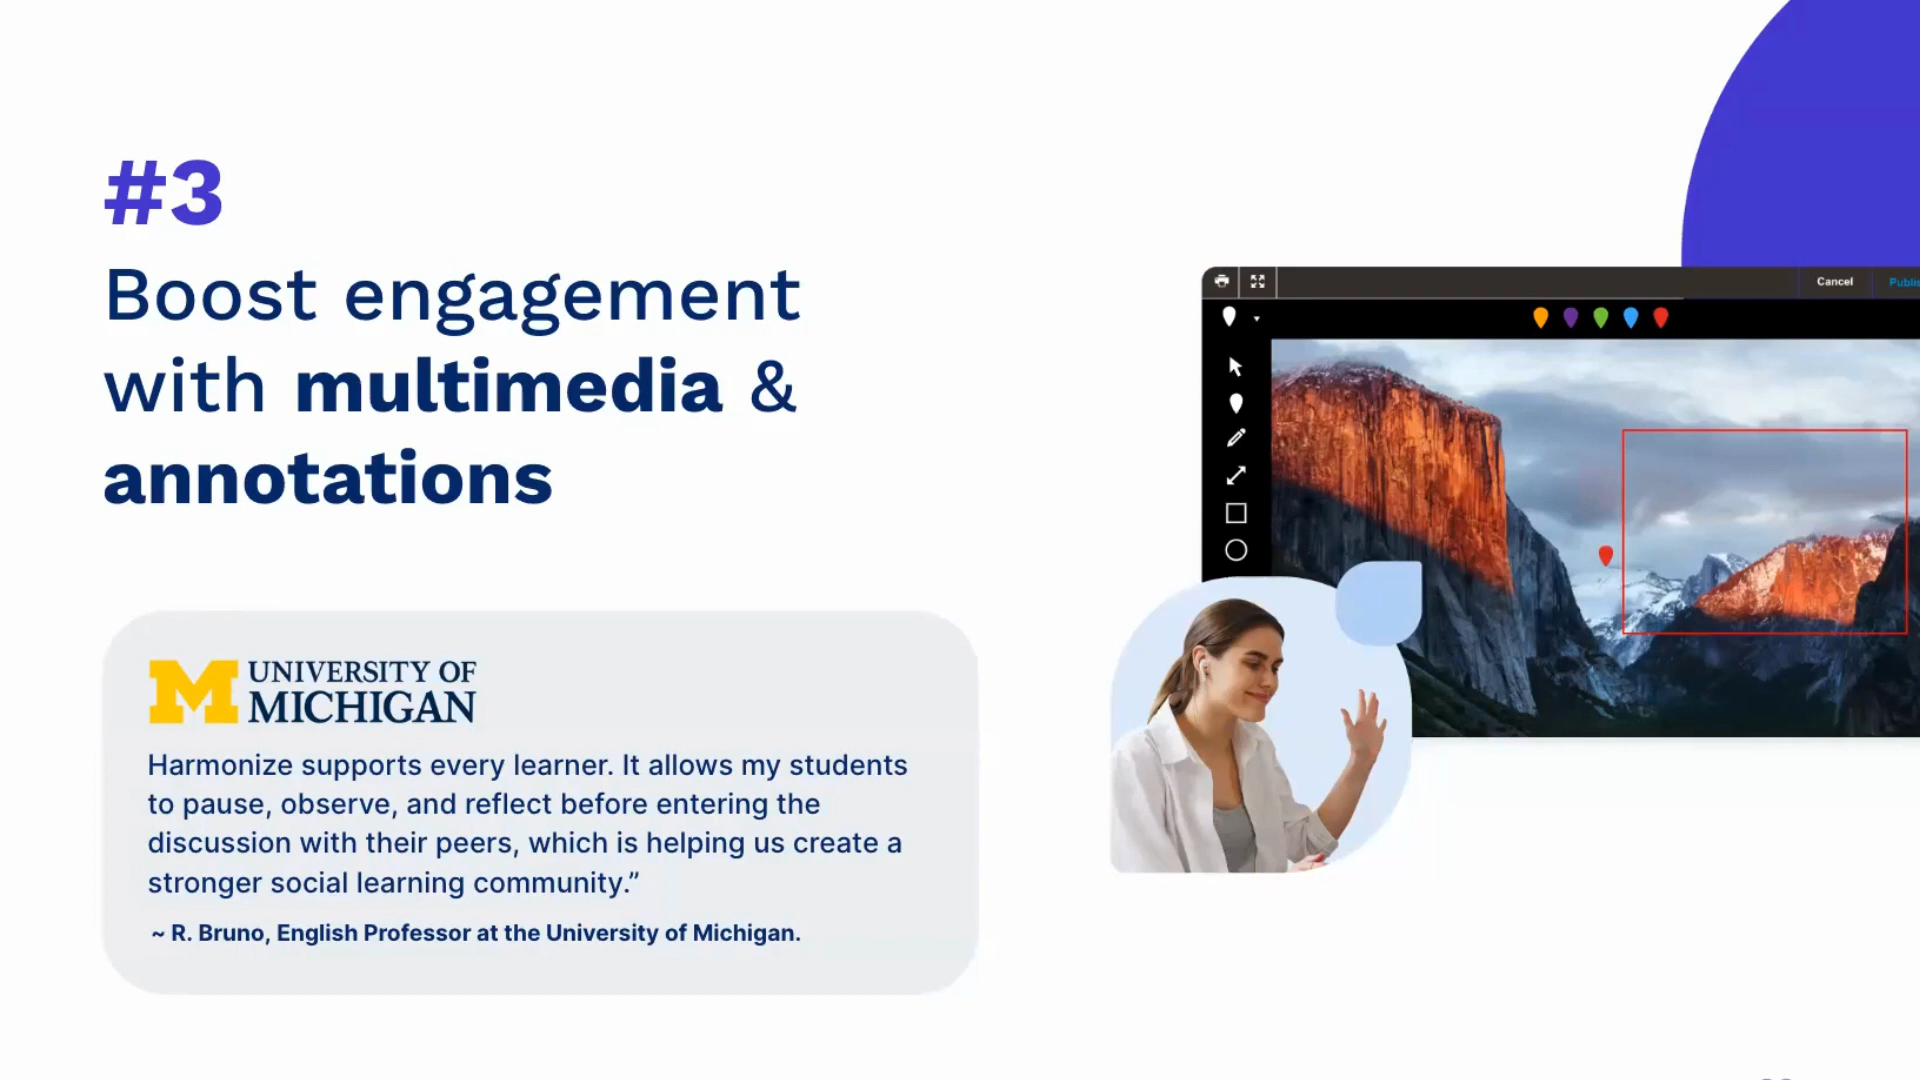 #3
Boost engagement
with multimedia &
annotations
Cancel
UNIVERSITY OF
MICHIGAN
Harmonize supports every learner. It allows my students
to pause, observe, and reflect before entering the
discussion with their peers, which is helping us create a
stronger social learning community.”
~ R. Bruno, English Professor at the University of Michigan.